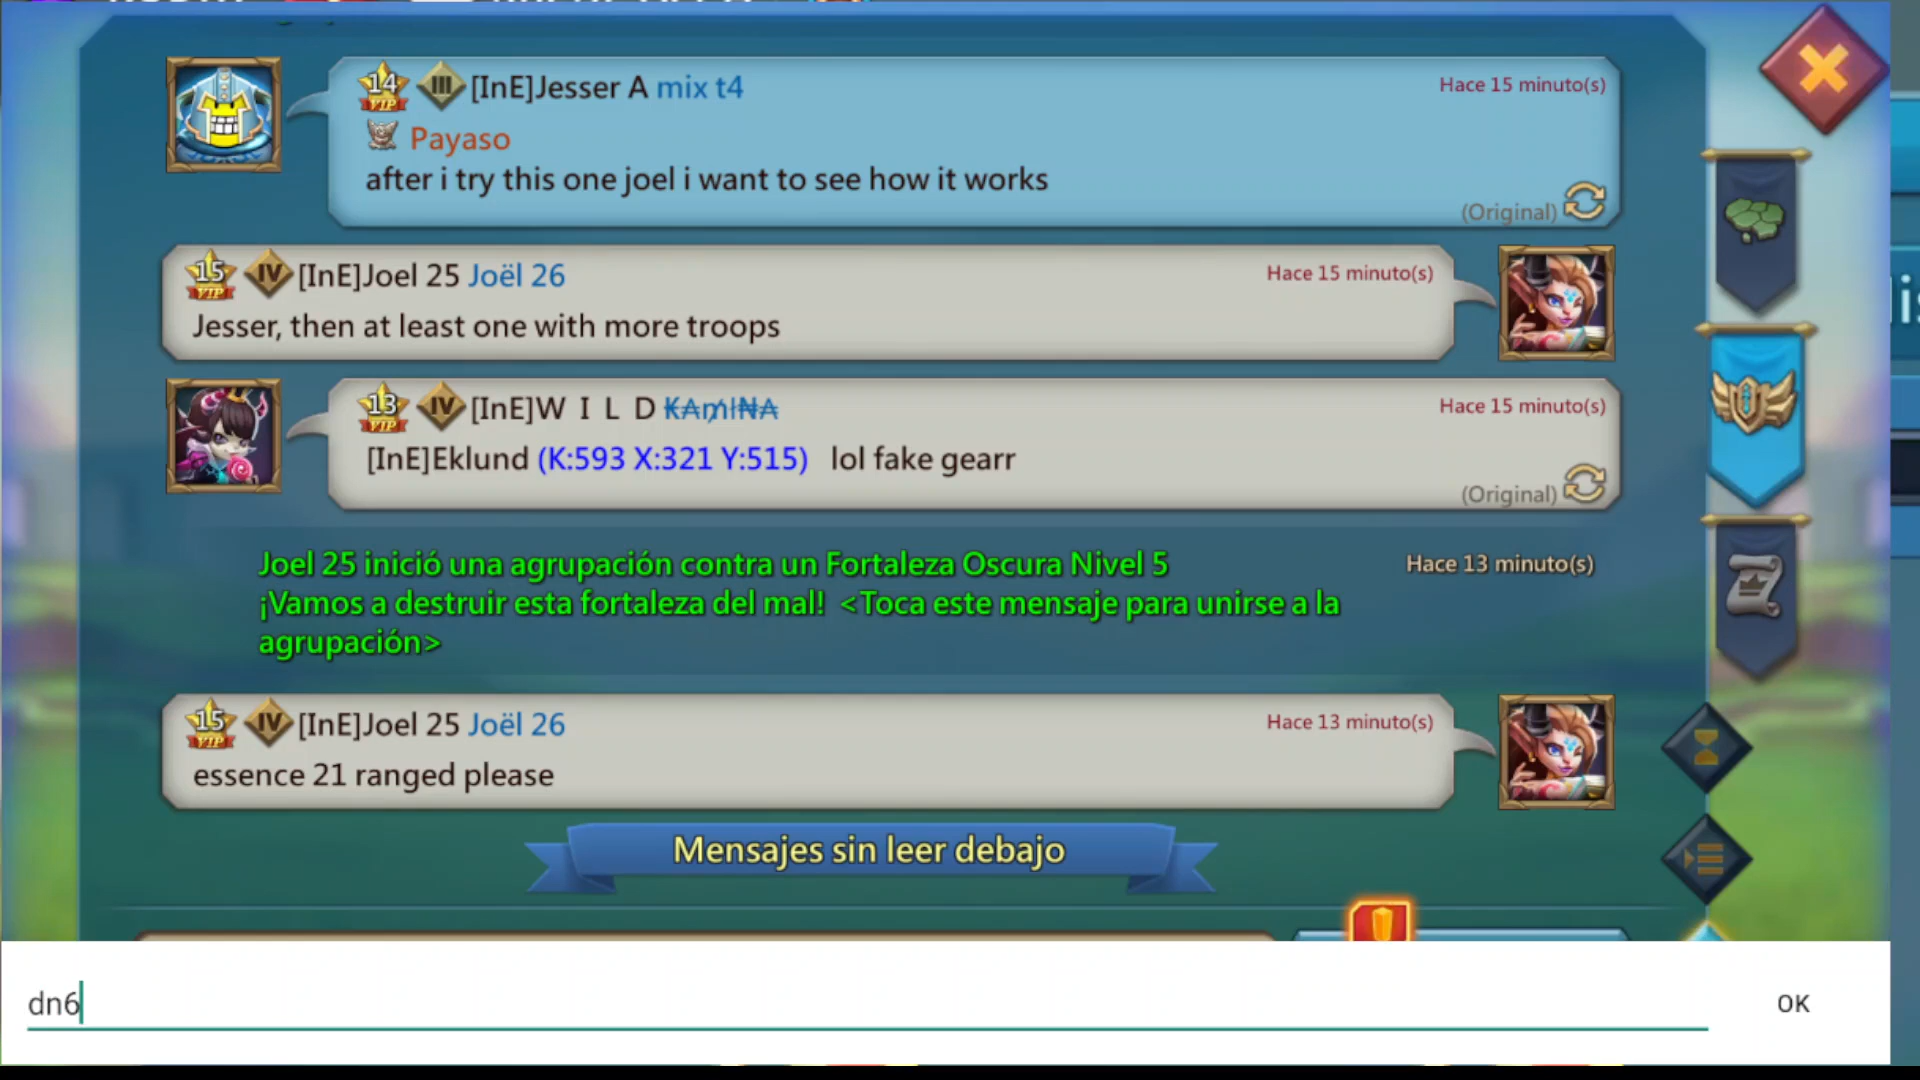 14 VIP III [InE]Jesser A mix t4 Hace 15 minuto(s)
Payaso
after i try this one joel i want to see how it works
(Original)
15 VIP IV [InE]Joel 25 Joël 26 Hace 15 minuto(s)
Jesser, then at least one with more troops
13 VIP IV [InE]W I L D ₭₳m̸ł₦₳ Hace 15 minuto(s)
[InE]Eklund (K:593 X:321 Y:515) lol fake gearr
(Original)
Joel 25 inició una agrupación contra un Fortaleza Oscura Nivel 5 Hace 13 minuto(s)
¡Vamos a destruir esta fortaleza del mal! <Toca este mensaje para unirse a la
agrupación>
15 VIP IV [InE]Joel 25 Joël 26 Hace 13 minuto(s)
essence 21 ranged please
Mensajes sin leer debajo
dn6 OK